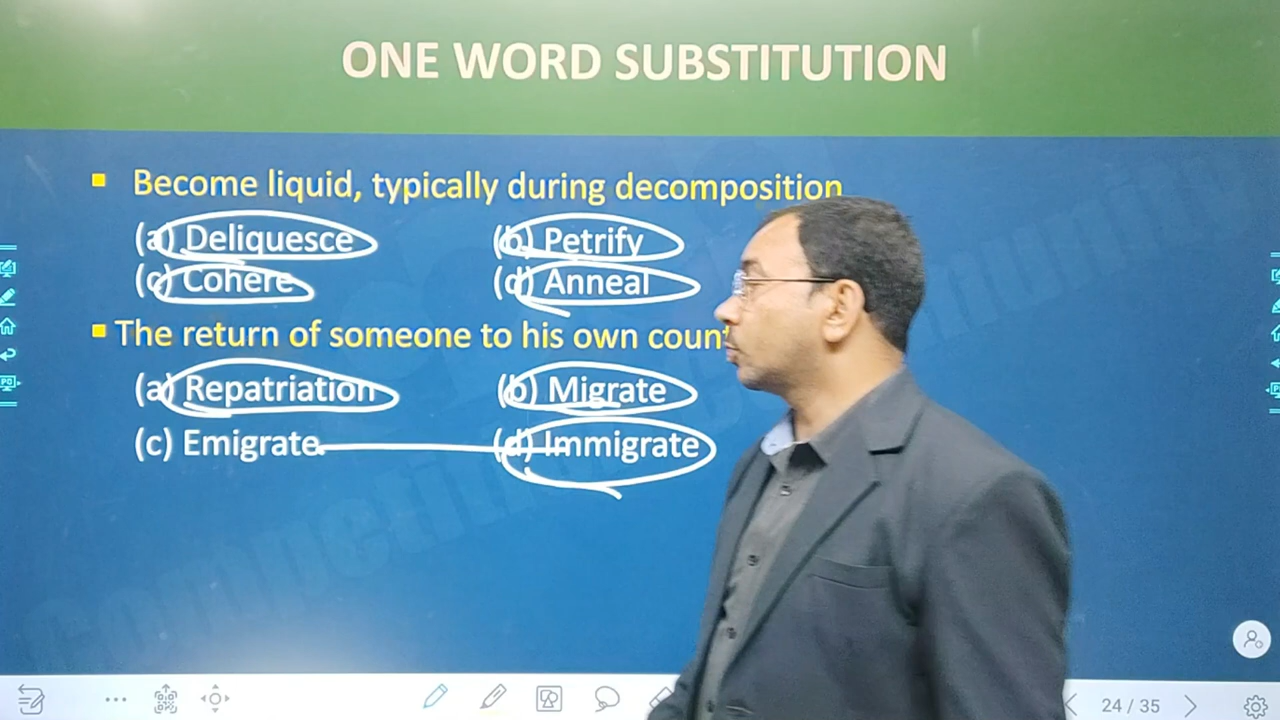 ONE WORD SUBSTITUTION
Become liquid, typically during decomposition
(a) Deliquesce (b) Petrify
(c) Cohere (d) Anneal
The return of someone to his own
(a) Repatriation (b) Migrate
(c) Emigrate (d) Immigrate
24 / 35